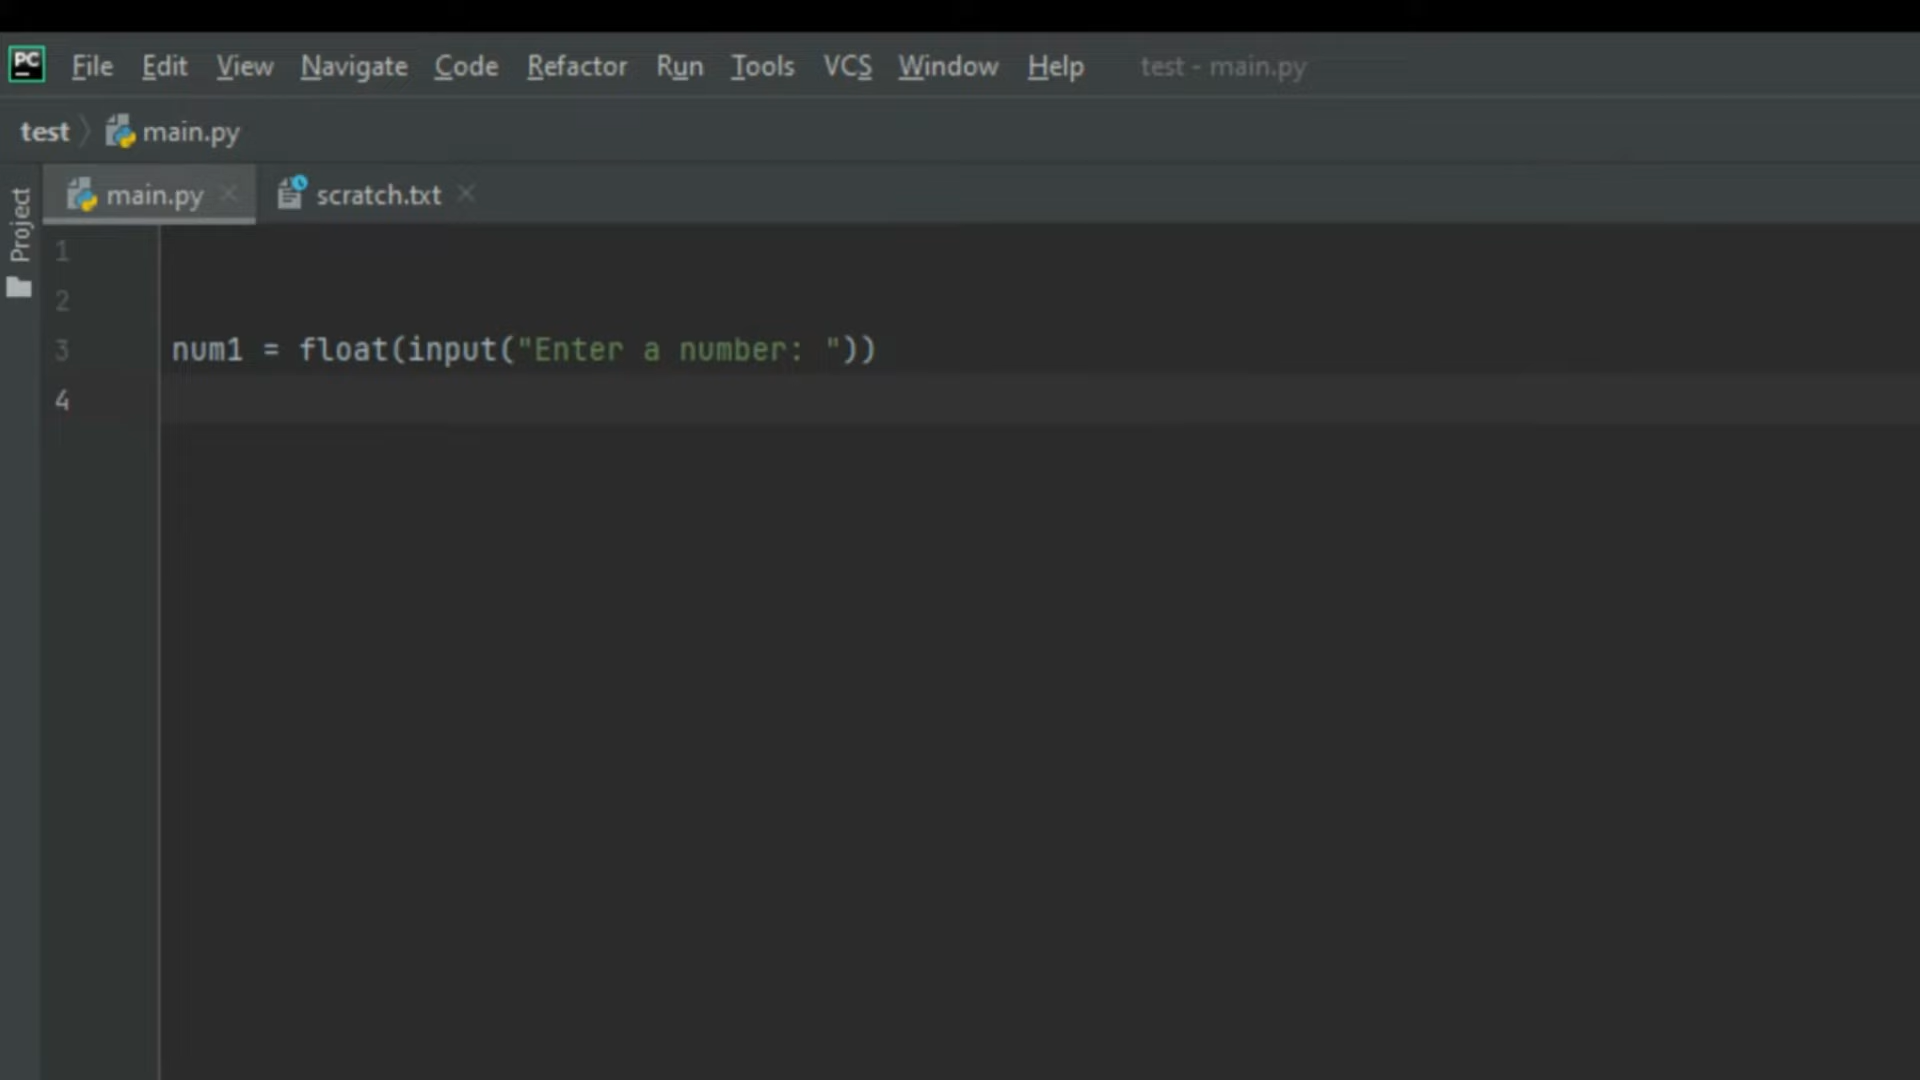 PC File Edit View Navigate Code Refactor Run Tools VCS Window Help test - main.py
test main.py
main.py scratch.txt
Project
1
2
3 num1 = float(input("Enter a number: "))
4